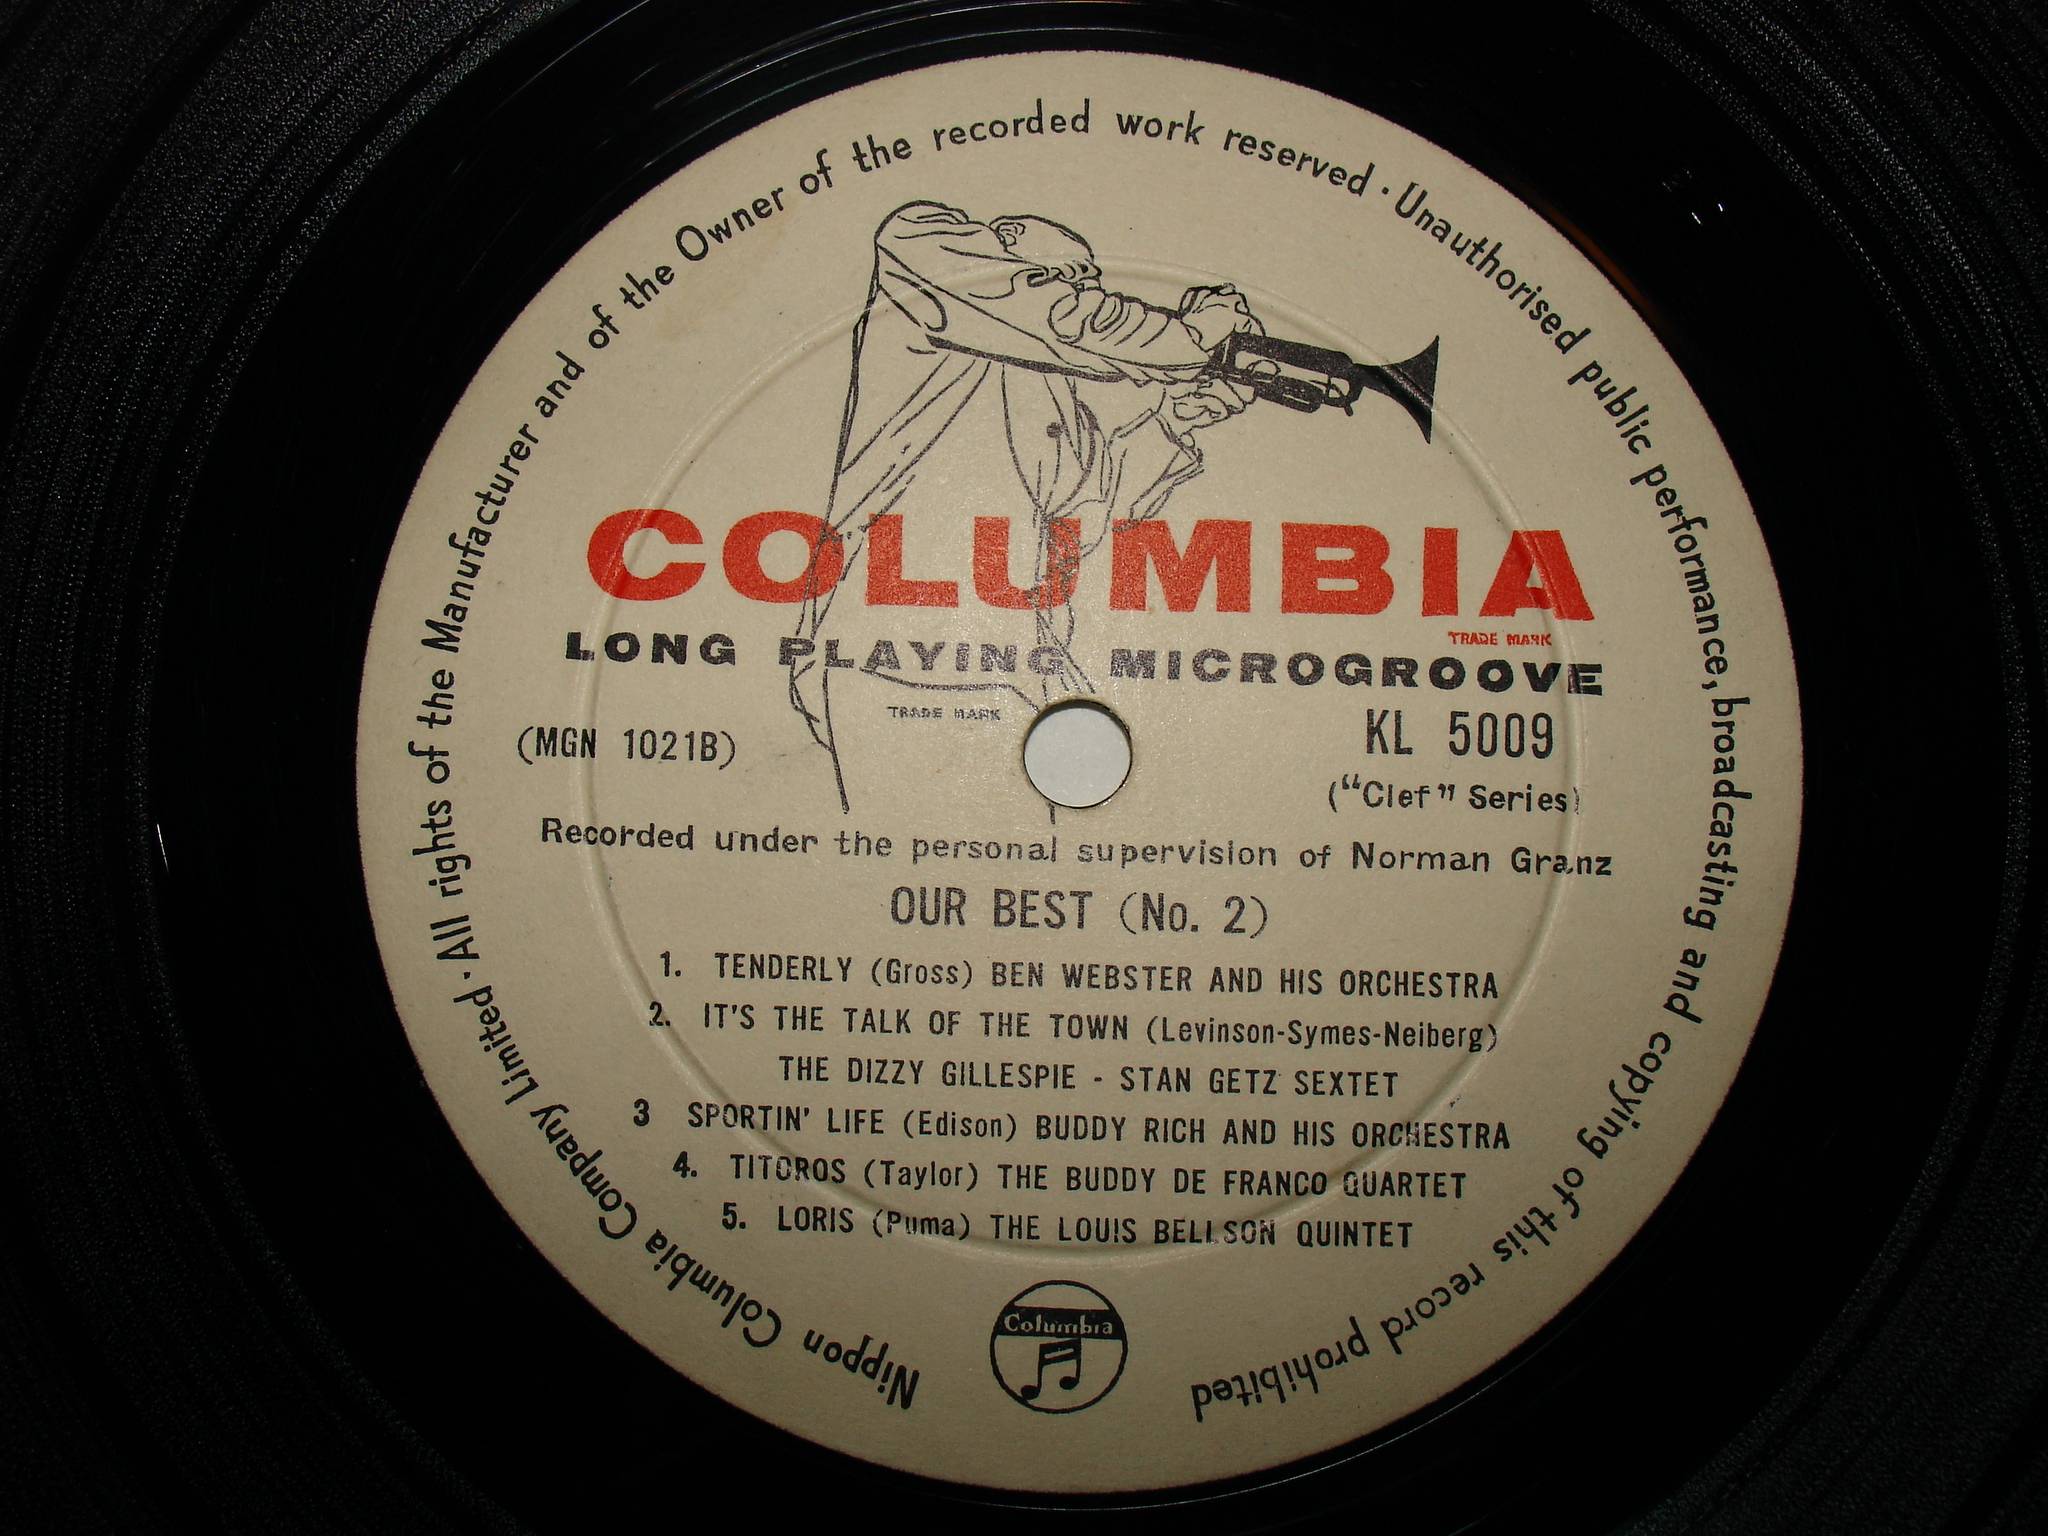 Nippon Columbia Company Limited · All rights of the Manufacturer and of the Owner of the recorded work reserved · Unauthorised public performance, broadcasting and copying of this record prohibited
COLUMBIA
TRADE MARK
LONG PLAYING MICROGROOVE
TRADE MARK
(MGN 1021B)
KL 5009
("Clef" Series)
Recorded under the personal supervision of Norman Granz
OUR BEST (No. 2)
1. TENDERLY (Gross) BEN WEBSTER AND HIS ORCHESTRA
2. IT'S THE TALK OF THE TOWN (Levinson-Symes-Neiberg)
THE DIZZY GILLESPIE - STAN GETZ SEXTET
3 SPORTIN' LIFE (Edison) BUDDY RICH AND HIS ORCHESTRA
4. TITOROS (Taylor) THE BUDDY DE FRANCO QUARTET
5. LORIS (Puma) THE LOUIS BELLSON QUINTET
Columbia